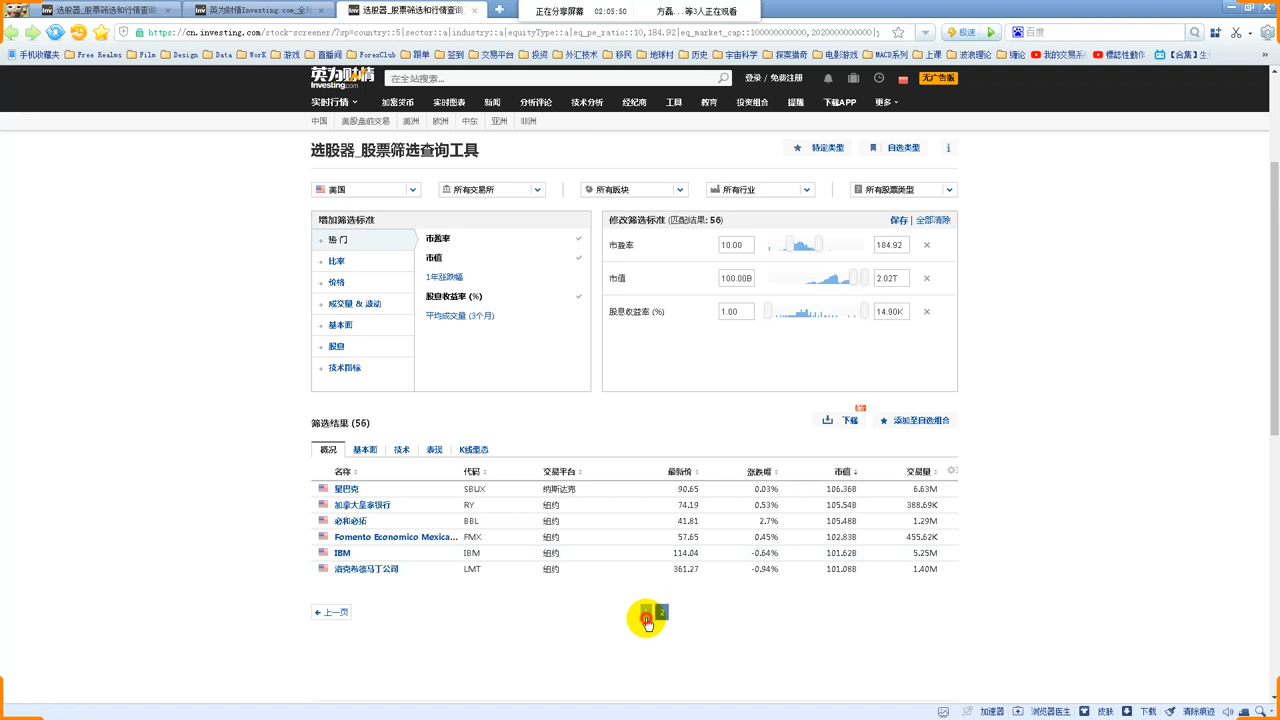 选股器_股票筛选和行情查询
英为财情Investing.com_全球
选股器_股票筛选和行情查询
正在分享屏幕 02:05:50 方磊...等3人正在观看
https://cn.investing.com/stock-screener/?sp=country::5|sector::a|industry::a|equityType::a|eq_pe_ratio::10,184.92|eq_market_cap::100000000000,2020000000000|
极速
百度
手机收藏夹 Free Realms Film Design Data WorK 游戏 直播间 ForexClub 跟单 签到 交易平台 投资 外汇技术 移民 地球村 历史 宇宙科学 探索猎奇 电影游戏 MACD系列 上课 波浪理论 缠论 我的交易系 標誌性動作 【合集】生
英为财情
Investing.com
在全站搜索...
登录 / 免费注册
无广告版
实时行情 加密货币 实时图表 新闻 分析评论 技术分析 经纪商 工具 教育 投资组合 提醒 下载APP 更多
中国 美股盘前交易 美洲 欧洲 中东 亚洲 非洲
选股器_股票筛选查询工具
特定类型 自选类型 i
美国 所有交易所 所有版块 所有行业 所有股票类型
增加筛选标准
热门
比率
价格
成交量 & 波动
基本面
股息
技术指标
市盈率
市值
1年张跌幅
股息收益率 (%)
平均成交量 (3个月)
修改筛选标准 (匹配结果: 56) 保存 | 全部清除
市盈率 10.00 184.92
市值 100.00B 2.02T
股息收益率 (%) 1.00 14.90K
筛选结果 (56)
下载 添加至自选组合
概况 基本面 技术 表现 K线型态
名称 代码 交易平台 最新价 涨跌幅 市值 交易量
星巴克 SBUX 纳斯达克 90.65 0.03% 106.36B 6.63M
加拿大皇家银行 RY 纽约 74.19 0.53% 105.54B 388.69K
必和必拓 BBL 纽约 41.81 2.7% 105.48B 1.29M
Fomento Economico Mexica... FMX 纽约 57.65 0.45% 102.83B 455.62K
IBM IBM 纽约 114.04 -0.64% 101.62B 5.25M
洛克希德马丁公司 LMT 纽约 361.27 -0.94% 101.08B 1.40M
上一页 2
加速器 浏览器医生 皮肤 下载 清除痕迹